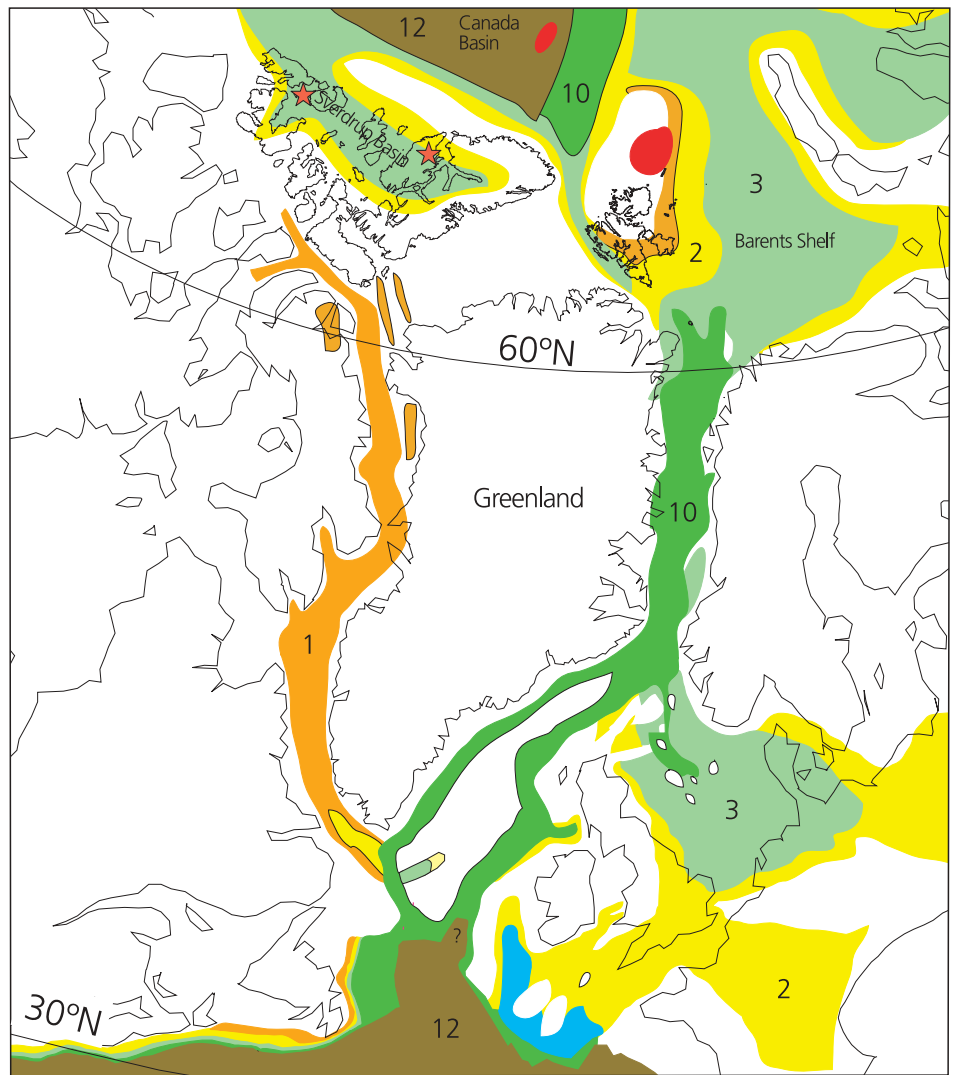 12
Canada
Basin
10
Sverdrup Basin
3
2
Barents Shelf
60°N
Greenland
10
1
3
?
2
30°N
12